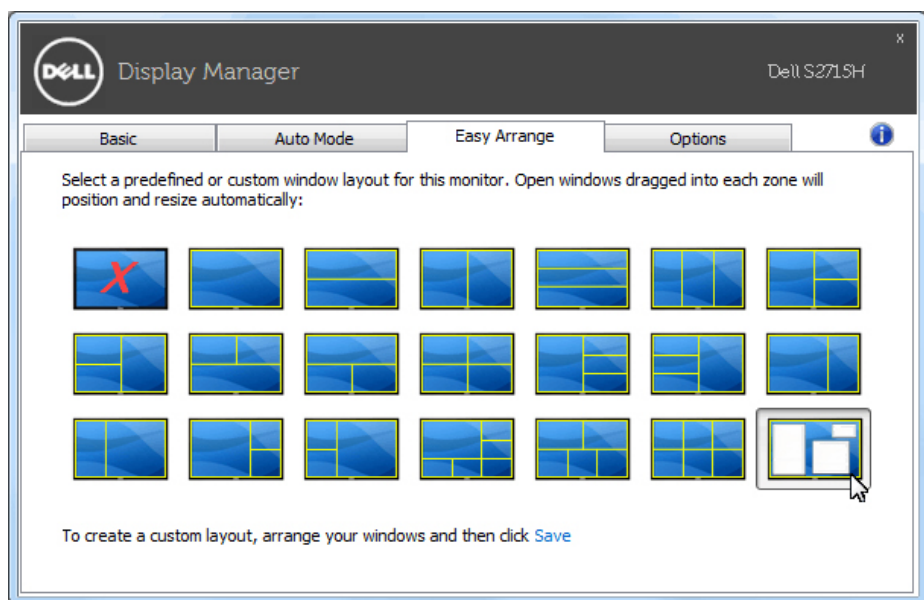 x
DELL Display Manager
Dell S2715H
Basic Auto Mode Easy Arrange Options i
Select a predefined or custom window layout for this monitor. Open windows dragged into each zone will
position and resize automatically:
X
To create a custom layout, arrange your windows and then click Save